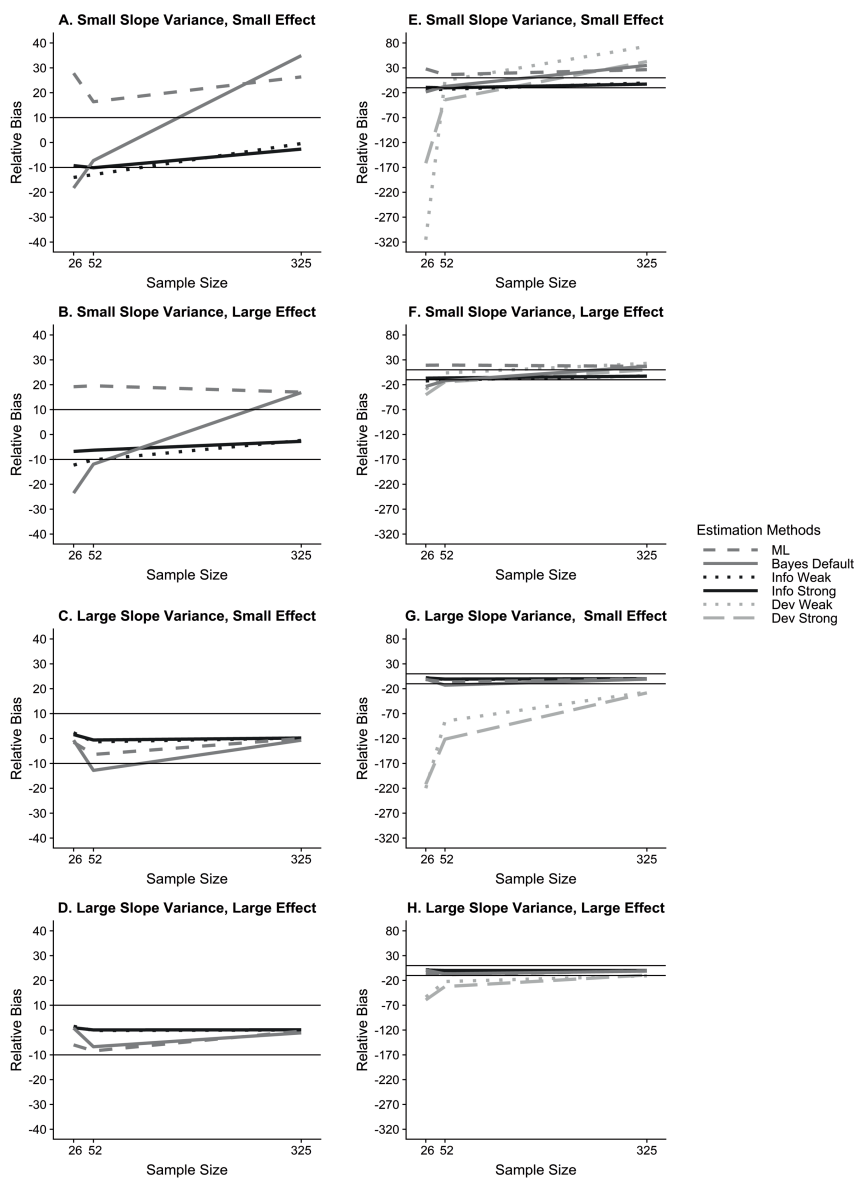 A. Small Slope Variance, Small Effect
40
30
20
10
0
-10
-20
-30
-40
Relative Bias
26 52 325
Sample Size
E. Small Slope Variance, Small Effect
80
30
-20
-70
-120
-170
-220
-270
-320
Relative Bias
26 52 325
Sample Size
B. Small Slope Variance, Large Effect
40
30
20
10
0
-10
-20
-30
-40
Relative Bias
26 52 325
Sample Size
F. Small Slope Variance, Large Effect
80
30
-20
-70
-120
-170
-220
-270
-320
Relative Bias
26 52 325
Sample Size
Estimation Methods
ML
Bayes Default
Info Weak
Info Strong
Dev Weak
Dev Strong
C. Large Slope Variance, Small Effect
40
30
20
10
0
-10
-20
-30
-40
Relative Bias
26 52 325
Sample Size
G. Large Slope Variance, Small Effect
80
30
-20
-70
-120
-170
-220
-270
-320
Relative Bias
26 52 325
Sample Size
D. Large Slope Variance, Large Effect
40
30
20
10
0
-10
-20
-30
-40
Relative Bias
26 52 325
Sample Size
H. Large Slope Variance, Large Effect
80
30
-20
-70
-120
-170
-220
-270
-320
Relative Bias
26 52 325
Sample Size